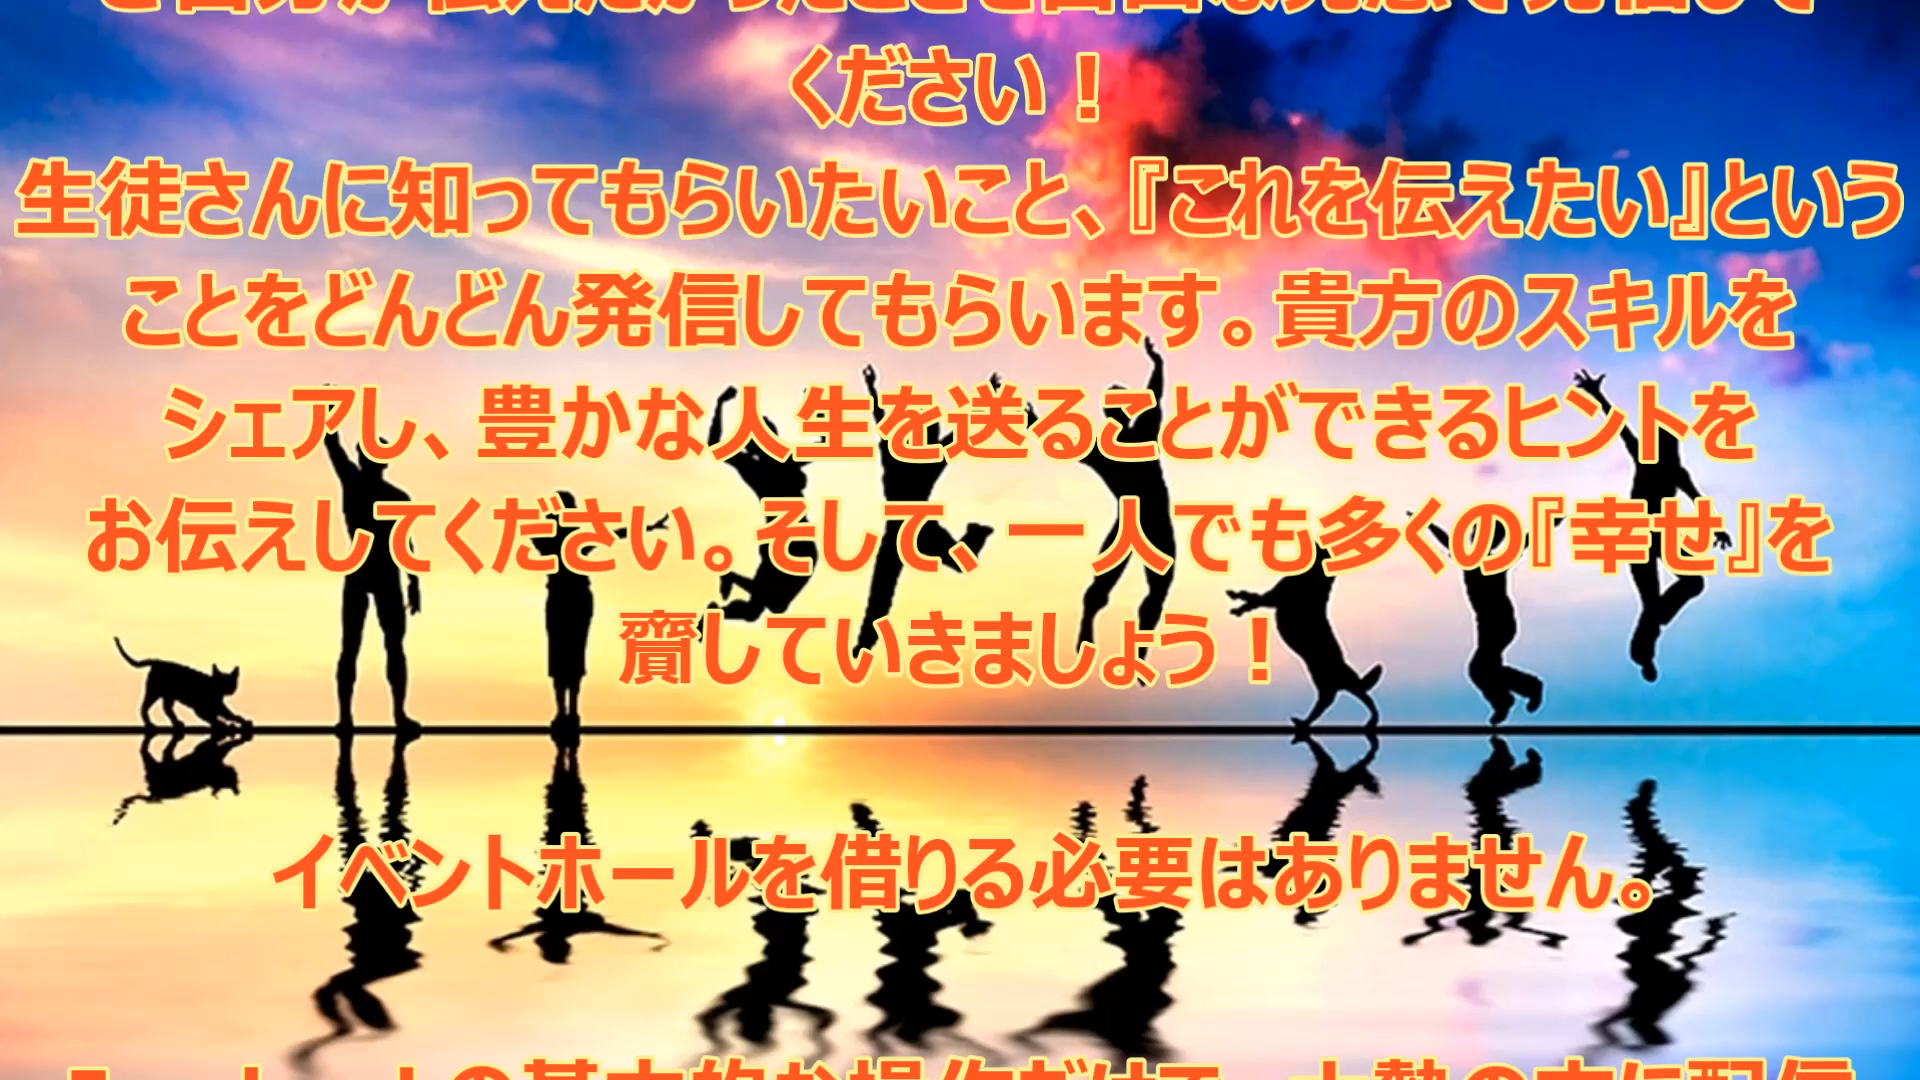 ください！
生徒さんに知ってもらいたいこと、『これを伝えたい』という
ことをどんどん発信してもらいます。貴方のスキルを
シェアし、豊かな人生を送ることができるヒントを
お伝えしてください。そして、一人でも多くの『幸せ』を
齎していきましょう！
イベントホールを借りる必要はありません。